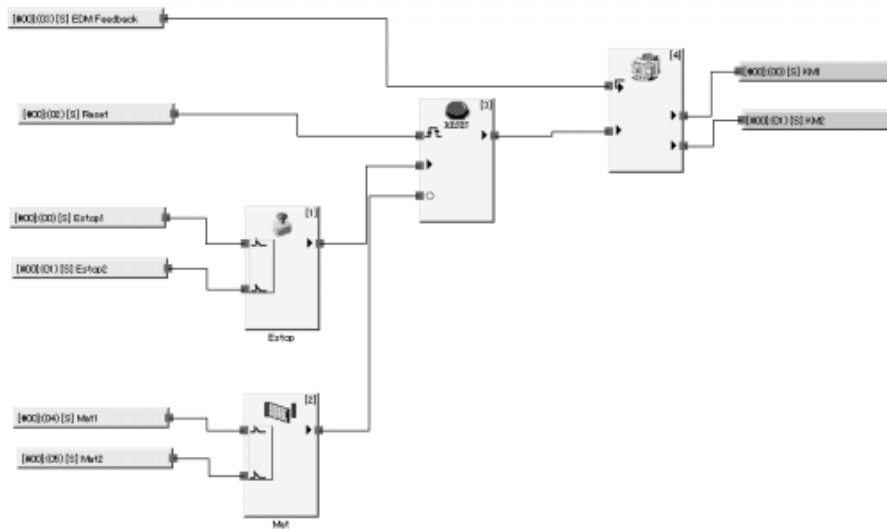 [#00]:(03) [S] EDM Feedback
[4]
[#00]:(00) [S] KM1
[#00]:(02) [S] Reset
[3]
RESET
[#00]:(01) [S] KM2
[#00]:(00) [S] Estop1
[1]
[#00]:(01) [S] Estop2
Estop
[2]
[#00]:(04) [S] Mat1
[#00]:(05) [S] Mat2
Mat